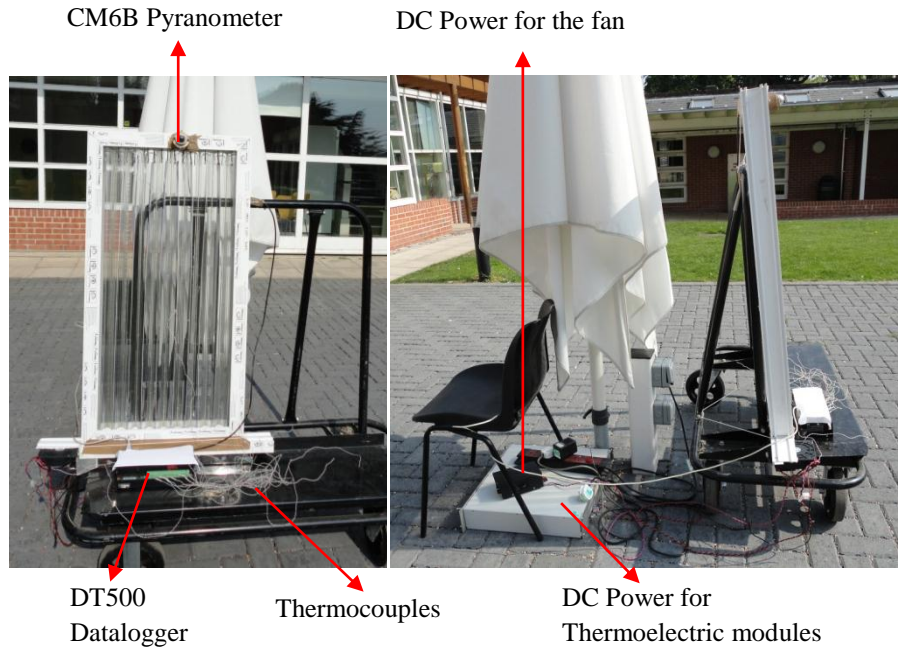 CM6B Pyranometer
DC Power for the fan
DT500
Datalogger
Thermocouples
DC Power for
Thermoelectric modules